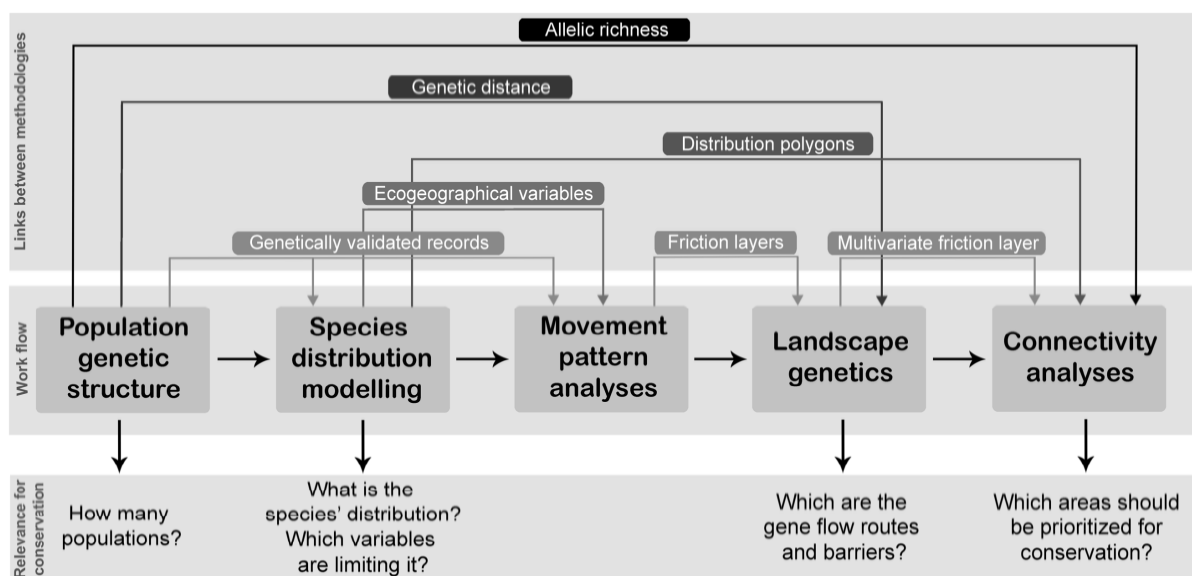 Links between methodologies
Allelic richness
Genetic distance
Distribution polygons
Ecogeographical variables
Genetically validated records
Friction layers
Multivariate friction layer
Work flow
Population
genetic
structure
Species
distribution
modelling
Movement
pattern
analyses
Landscape
genetics
Connectivity
analyses
Relevance for
conservation
How many
populations?
What is the
species’ distribution?
Which variables
are limiting it?
Which are the
gene flow routes
and barriers?
Which areas should
be prioritized for
conservation?